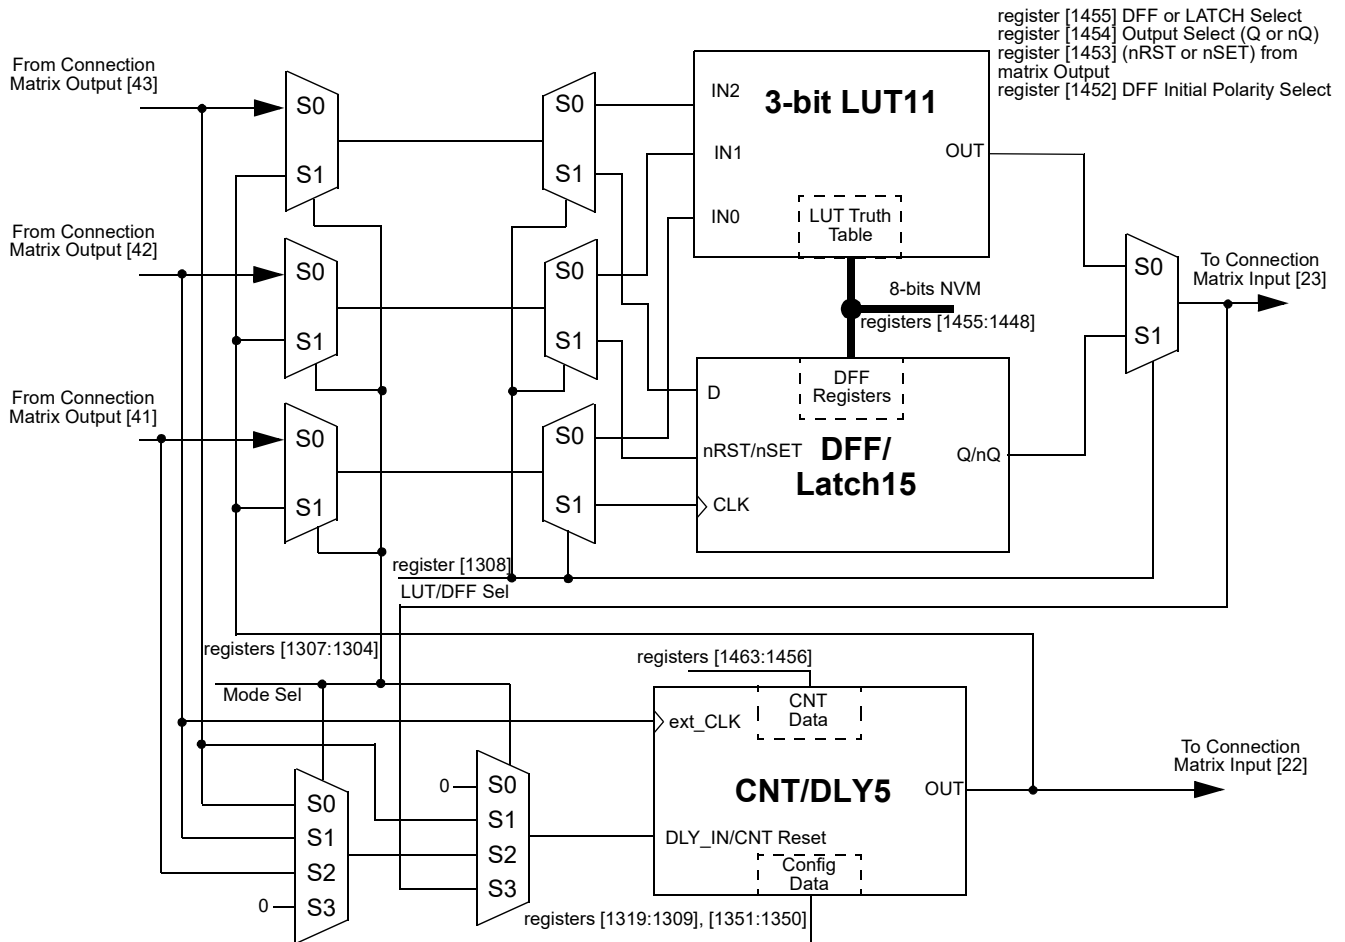 register [1455] DFF or LATCH Select
register [1454] Output Select (Q or nQ)
register [1453] (nRST or nSET) from
matrix Output
register [1452] DFF Initial Polarity Select
From Connection
Matrix Output [43]
S0
S1
S0
S1
IN2
3-bit LUT11
IN1
OUT
IN0
LUT Truth
Table
From Connection
Matrix Output [42]
S0
S1
S0
S1
8-bits NVM
registers [1455:1448]
S0
S1
To Connection
Matrix Input [23]
From Connection
Matrix Output [41]
S0
S1
S0
S1
DFF
Registers
D
nRST/nSET
DFF/
Latch15
Q/nQ
CLK
register [1308]
LUT/DFF Sel
registers [1307:1304]
Mode Sel
registers [1463:1456]
CNT
Data
ext_CLK
CNT/DLY5
OUT
To Connection
Matrix Input [22]
DLY_IN/CNT Reset
Config
Data
0
S0
S1
S2
S3
S0
S1
S2
0
S3
registers [1319:1309], [1351:1350]